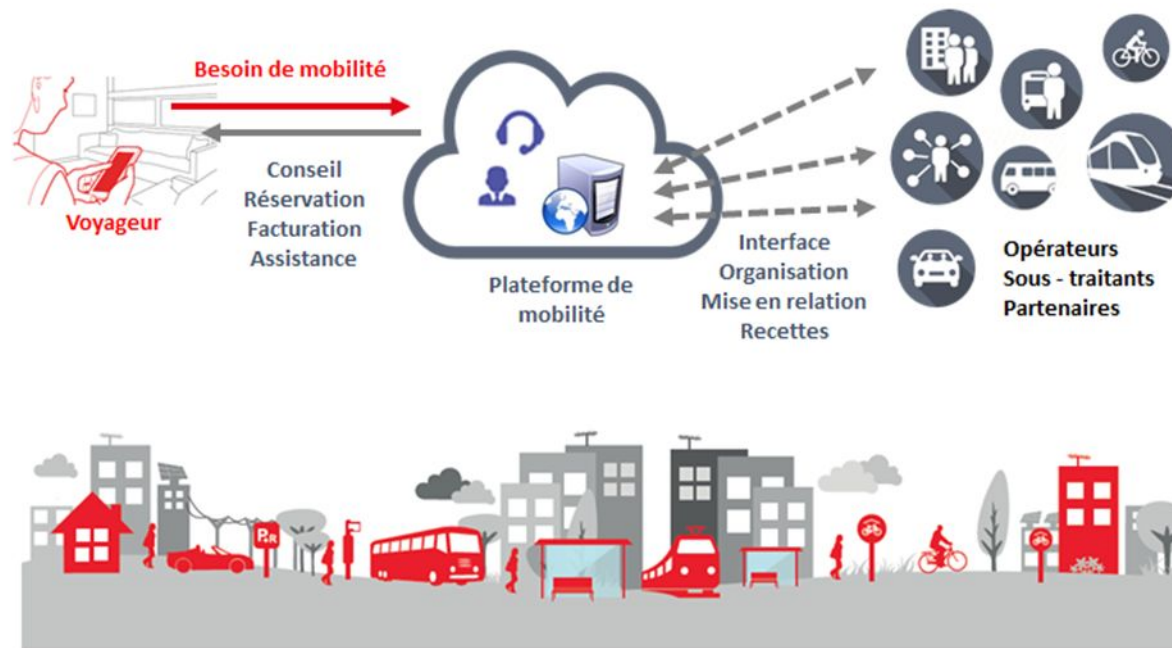 Besoin de mobilité
Conseil
Réservation
Facturation
Assistance
Voyageur
Plateforme de
mobilité
Interface
Organisation
Mise en relation
Recettes
Opérateurs
Sous - traitants
Partenaires
P+R